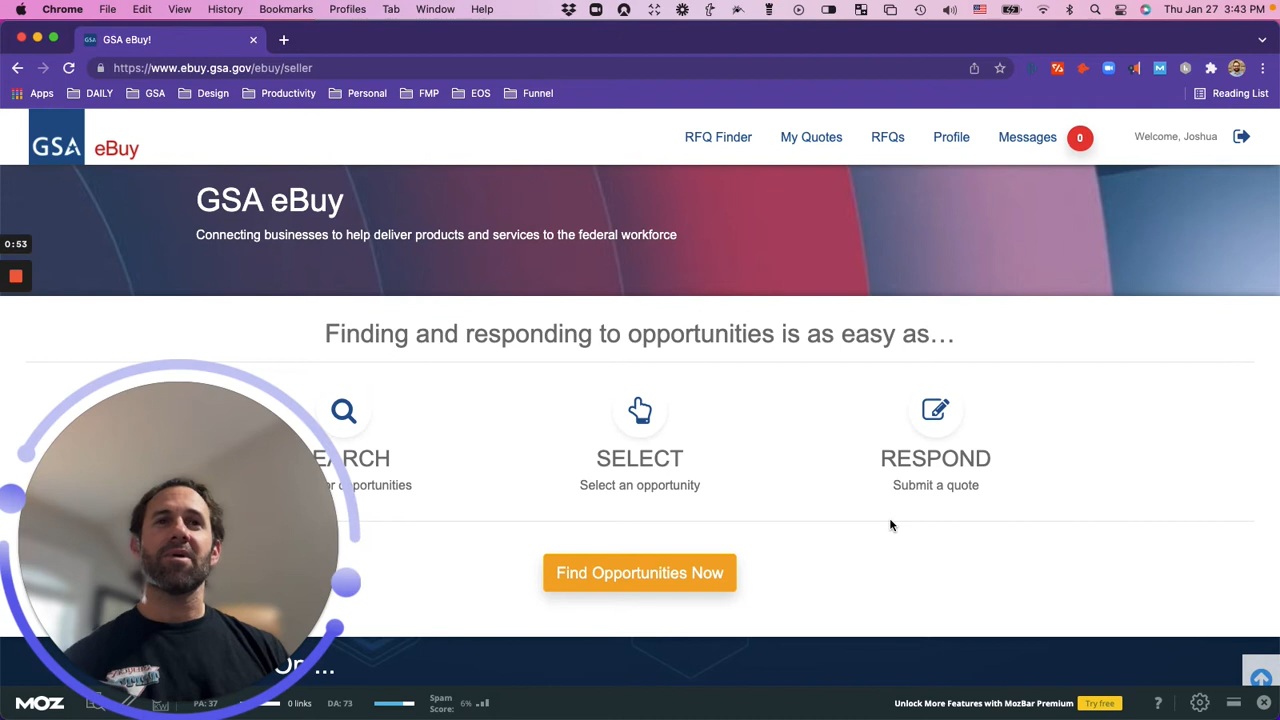 Chrome File Edit View History Bookmarks Profiles Tab Window Help Thu Jan 27 3:43 PM
GSA eBuy!
https://www.ebuy.gsa.gov/ebuy/seller
Apps DAILY GSA Design Productivity Personal FMP EOS Funnel Reading List
GSA eBuy RFQ Finder My Quotes RFQs Profile Messages 0 Welcome, Joshua
GSA eBuy
Connecting businesses to help deliver products and services to the federal workforce
0:53
Finding and responding to opportunities is as easy as…
EARCH SELECT RESPOND
opportunities Select an opportunity Submit a quote
Find Opportunities Now
MOZ PA: 37 0 links DA: 73 Spam Score: 6% Unlock More Features with MozBar Premium Try free ?